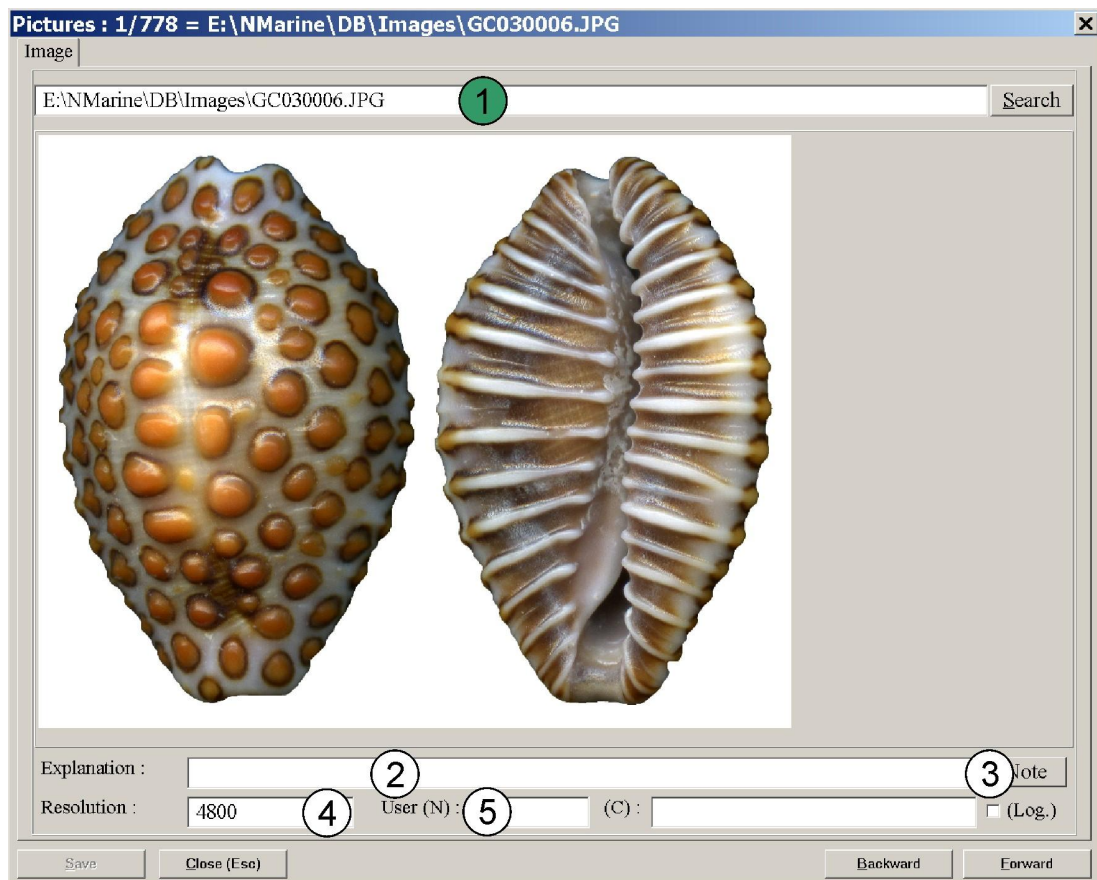 Pictures : 1/778 = E:\NMarine\DB\Images\GC030006.JPG
Image
E:\NMarine\DB\Images\GC030006.JPG 1 Search
Explanation : 2 3 Note
Resolution : 4800 4 User (N) : 5 (C) : (Log.)
Save Close (Esc) Backward Forward